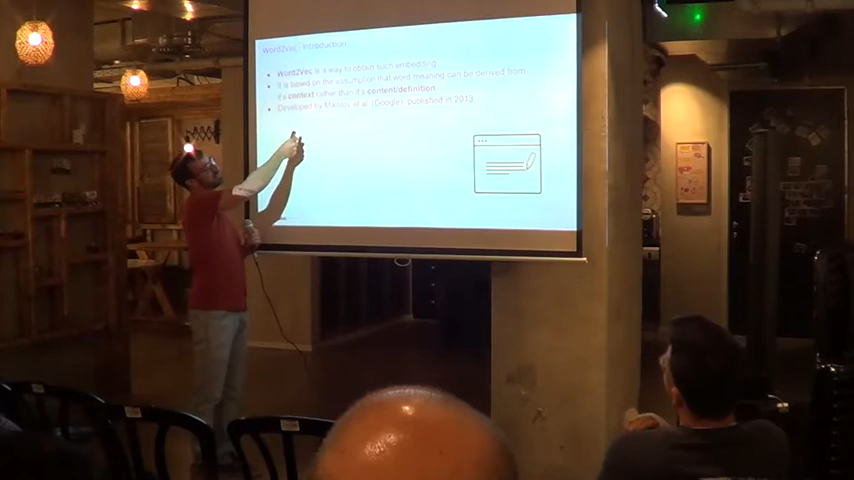 Word2Vec - Introduction
Word2Vec is a way to obtain such embedding
It is based on the assumption that word meaning can be derived from
it's context rather than it's content/definition
Developed by Mikolov et al. (Google), published in 2013